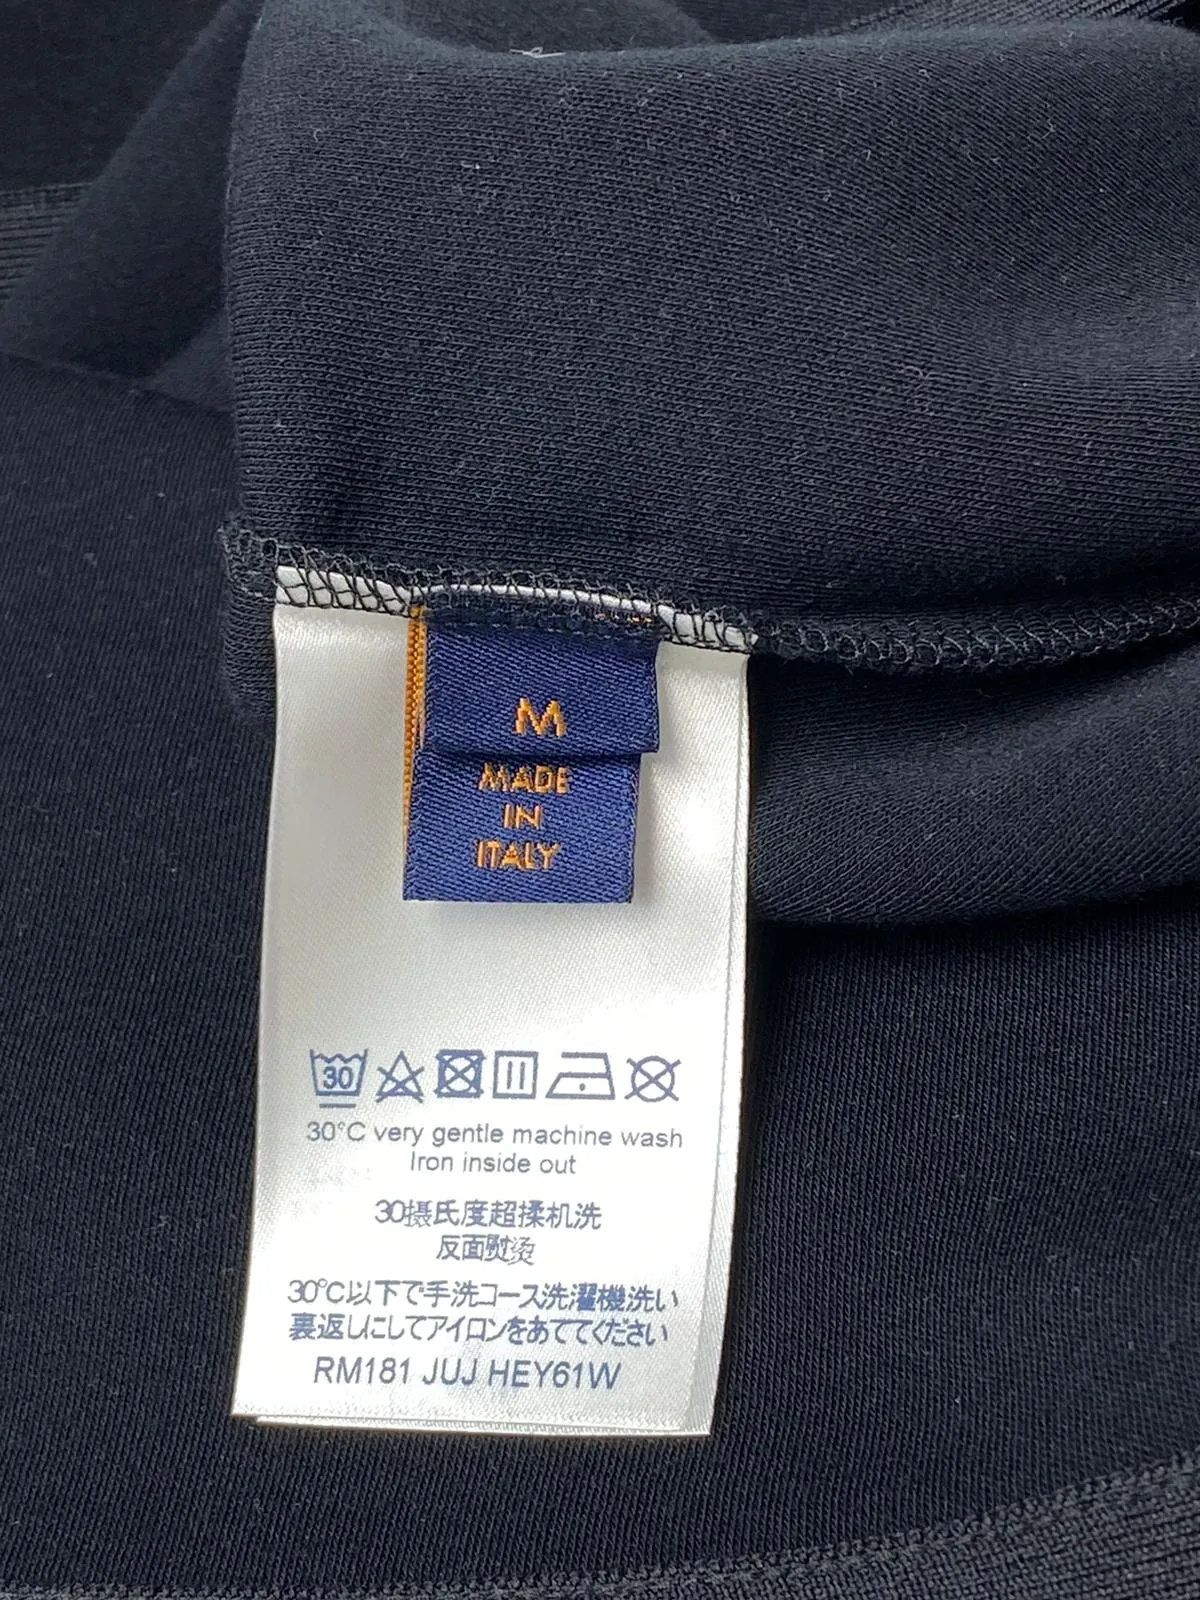 M
MADE
IN
ITALY
30
30°C very gentle machine wash
Iron inside out
30摄氏度超揉机洗
反面熨烫
30℃以下で手洗コース洗濯機洗い
裏返しにしてアイロンをあててください
RM181 JUJ HEY61W